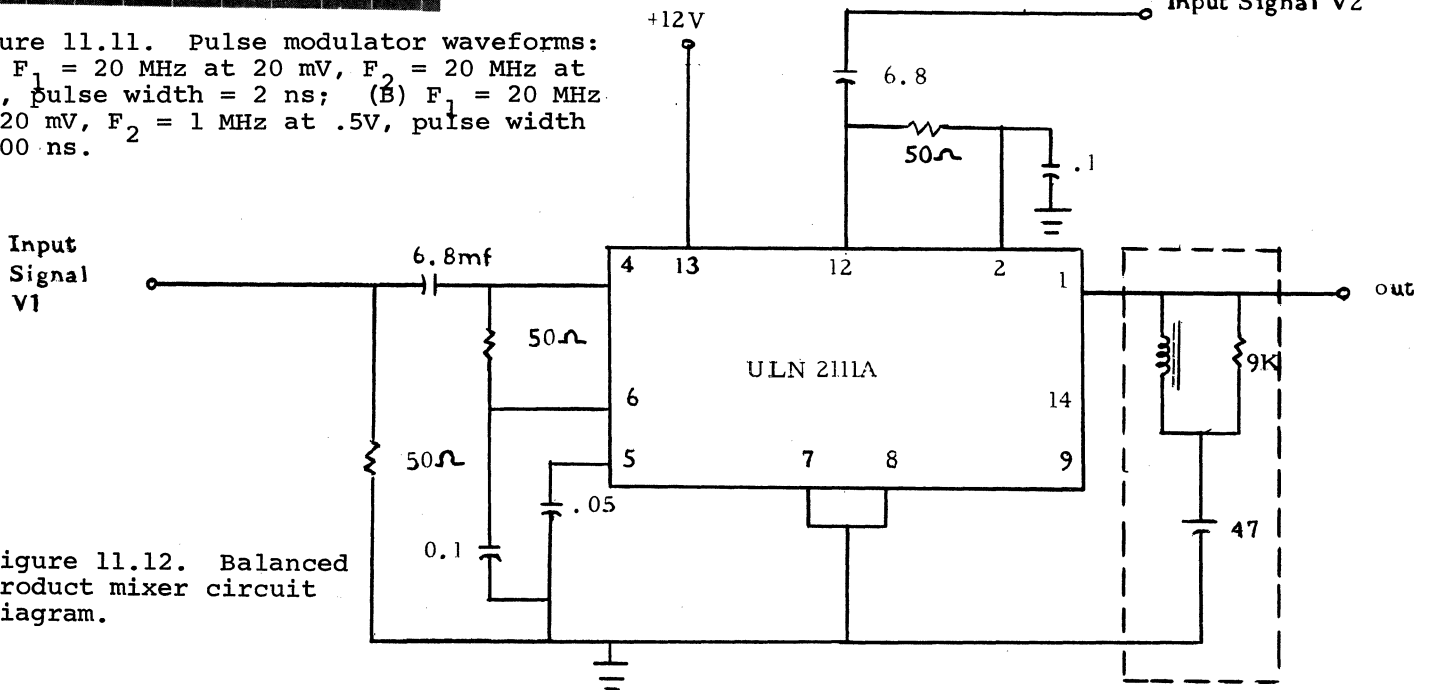 Input Signal V2
+12V
ure 11.11. Pulse modulator waveforms:
F1 = 20 MHz at 20 mV, F2 = 20 MHz at
, pulse width = 2 ns; (B) F1 = 20 MHz
20 mV, F2 = 1 MHz at .5V, pulse width
00 ns.
6.8
50Ω
.1
Input
Signal
V1
6.8mf
4
13
12
2
1
out
50Ω
ULN 2111A
9K
6
14
50Ω
5
7
8
9
.05
47
0.1
igure 11.12. Balanced
roduct mixer circuit
iagram.